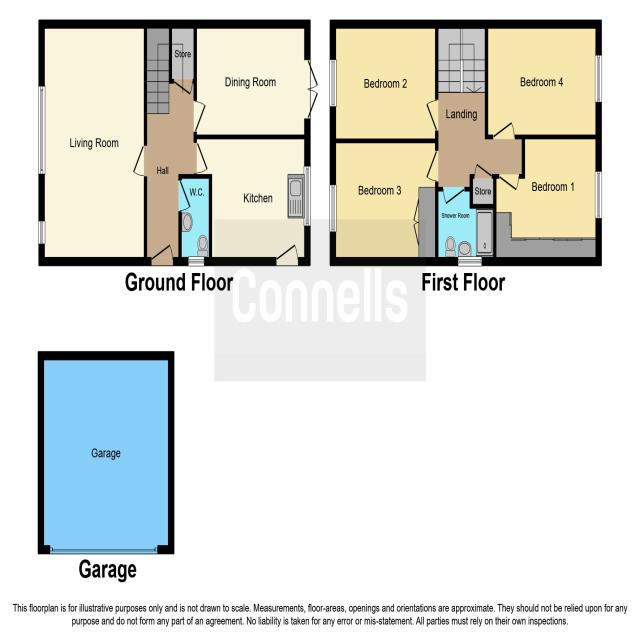 Store
Dining Room
Living Room
Hall
W.C.
Kitchen
Ground Floor
Bedroom 2
Bedroom 4
Landing
Bedroom 3
Store
Bedroom 1
Shower Room
First Floor
Connells
Garage
Garage
This floorplan is for illustrative purposes only and is not drawn to scale. Measurements, floor-areas, openings and orientations are approximate. They should not be relied upon for any
purpose and do not form any part of an agreement. No liability is taken for any error or mis-statement. All parties must rely on their own inspections.